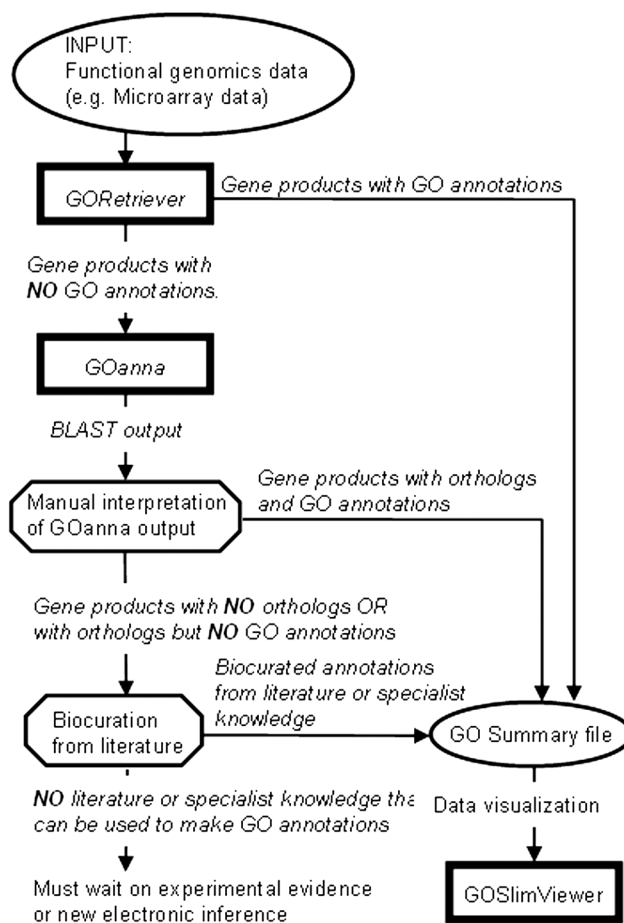 INPUT:
Functional genomics data
(e.g. Microarray data)
GORetriever
Gene products with GO annotations
Gene products with
NO GO annotations.
GOanna
BLAST output
Manual interpretation
of GOanna output
Gene products with orthologs
and GO annotations
Gene products with NO orthologs OR
with orthologs but NO GO annotations
Biocuration
from literature
Biocurated annotations
from literature or specialist
knowledge
GO Summary file
NO literature or specialist knowledge tha
can be used to make GO annotations
Data visualization
Must wait on experimental evidence
or new electronic inference
GOSlimViewer